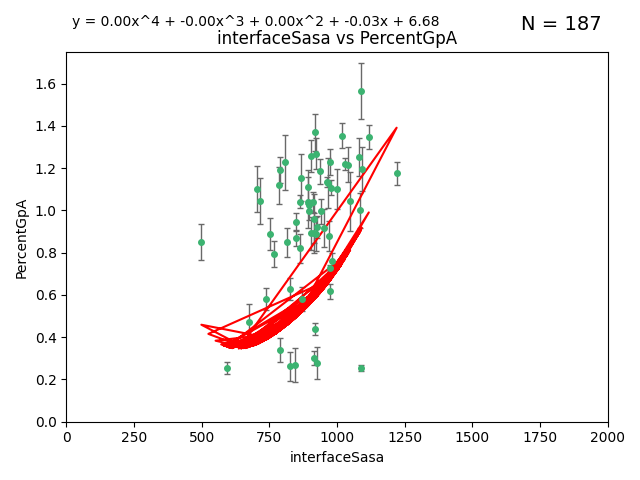 y = 0.00x^4 + -0.00x^3 + 0.00x^2 + -0.03x + 6.68
N = 187
interfaceSasa vs PercentGpA
PercentGpA
1.6
1.4
1.2
1.0
0.8
0.6
0.4
0.2
0.0
0 250 500 750 1000 1250 1500 1750 2000
interfaceSasa